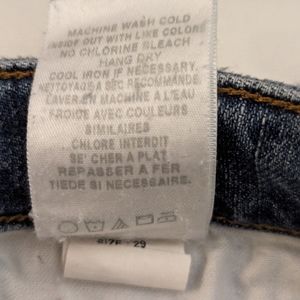 MACHINE WASH COLD
INSIDE OUT WITH LIKE COLORS
NO CHLORINE BLEACH
HANG DRY
COOL IRON IF NECESSARY.
NETTOYAGE A SEC RECOMMANDE
LAVER EN MACHINE A L'EAU
FROIDE AVEC COULEURS
SIMILAIRES
CHLORE INTERDIT
SE' CHER A PLAT
REPASSER A FER
TIEDE SI NECESSAIRE.
SIZE - 29